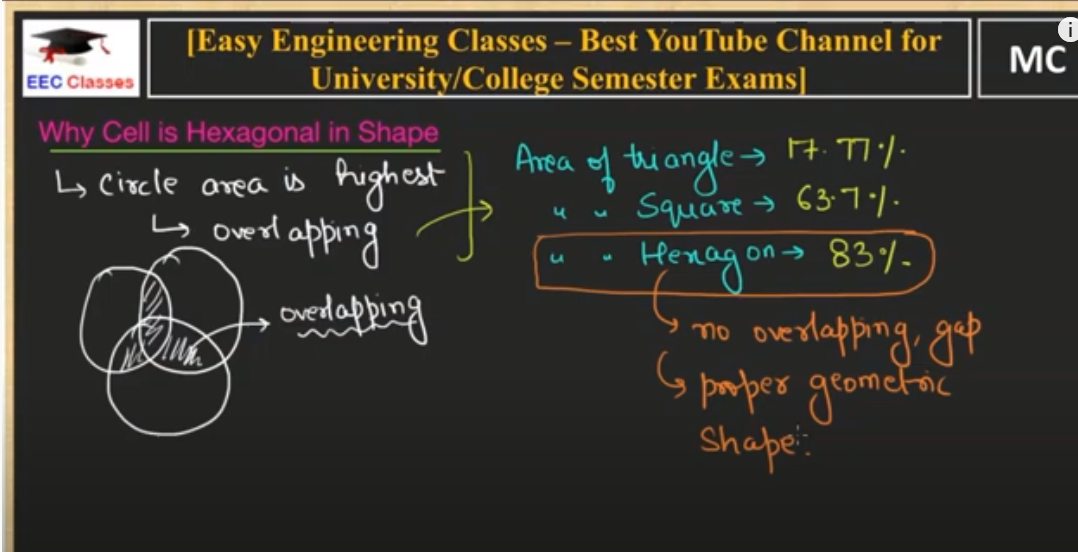 [Easy Engineering Classes – Best YouTube Channel for
University/College Semester Exams]
EEC Classes
MC
i
Why Cell is Hexagonal in Shape
↳ Circle area is highest
↳ overlapping
overlapping
Area of triangle → 17.77%.
" " Square → 63.7%.
" " Hexagon → 83%.
↳ no overlapping, gap
↳ proper geometric
Shape: